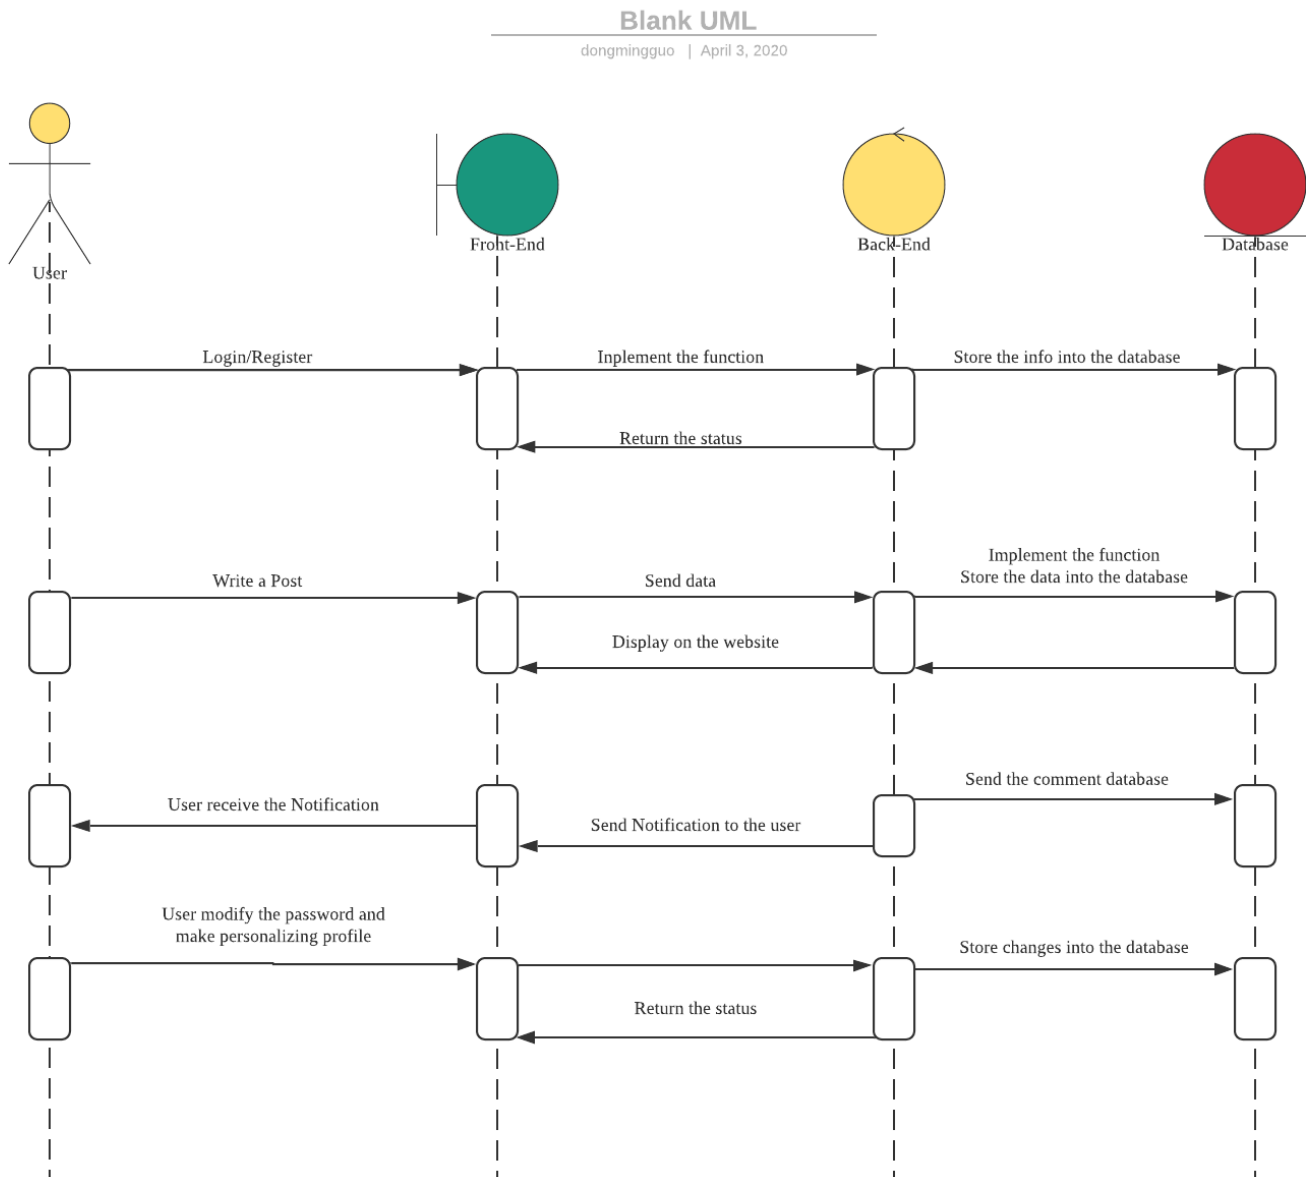 Blank UML
dongmingguo | April 3, 2020
User
Front-End
Back-End
Database
Login/Register
Inplement the function
Store the info into the database
Return the status
Implement the function
Write a Post
Send data
Store the data into the database
Display on the website
Send the comment database
User receive the Notification
Send Notification to the user
User modify the password and
make personalizing profile
Store changes into the database
Return the status